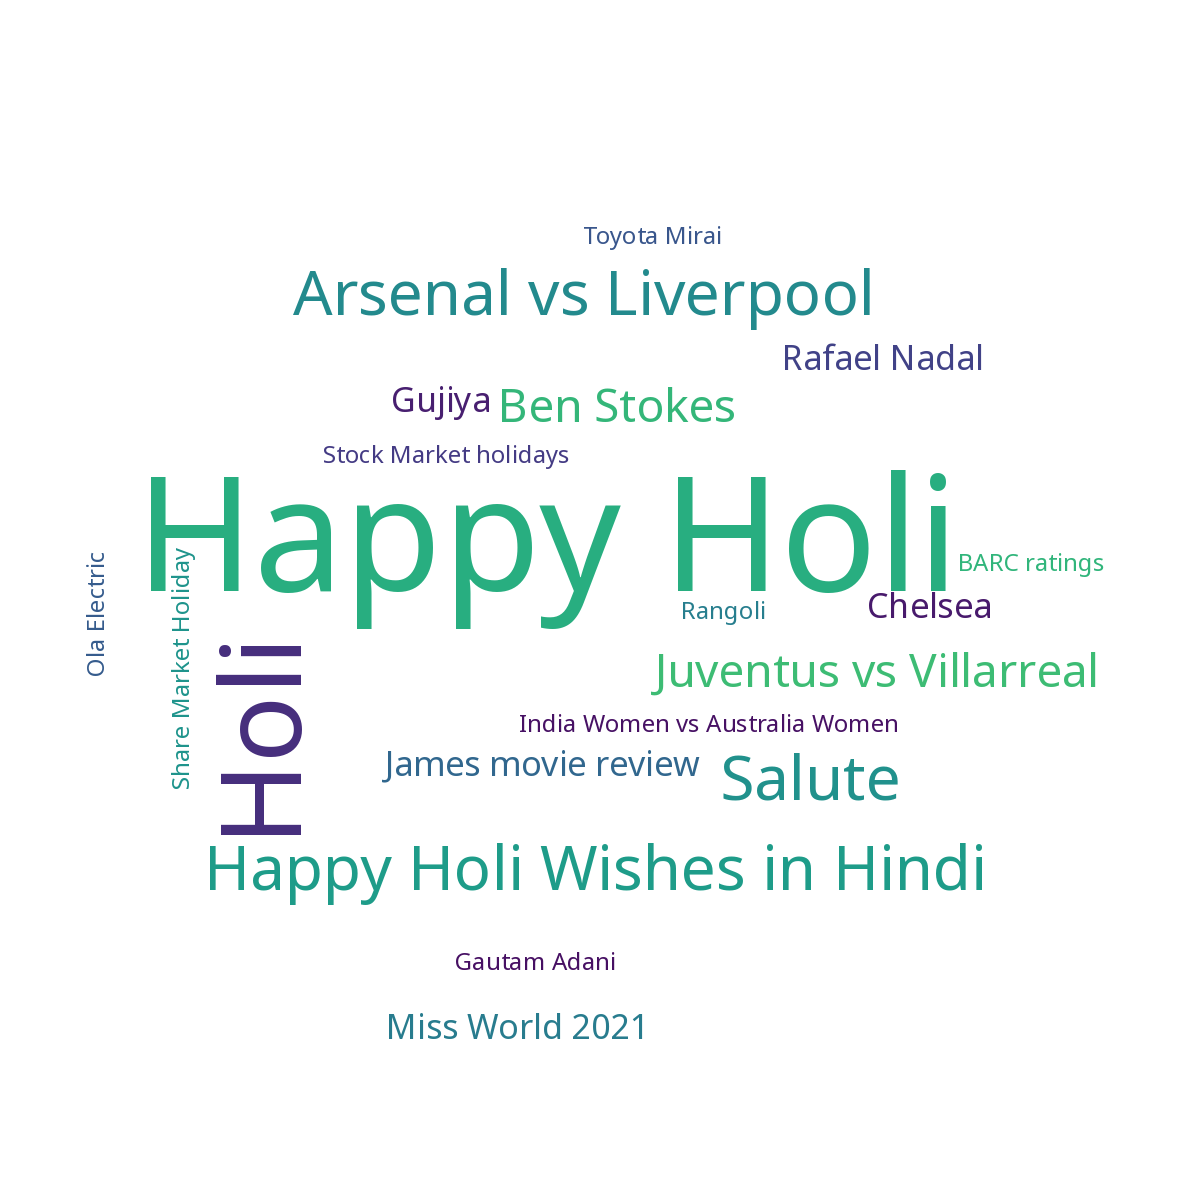 Toyota Mirai
Arsenal vs Liverpool
Rafael Nadal
Gujiya
Ben Stokes
Stock Market holidays
Happy Holi
BARC ratings
Ola Electric
Share Market Holiday
Rangoli
Chelsea
Holi
Juventus vs Villarreal
India Women vs Australia Women
James movie review
Salute
Happy Holi Wishes in Hindi
Gautam Adani
Miss World 2021